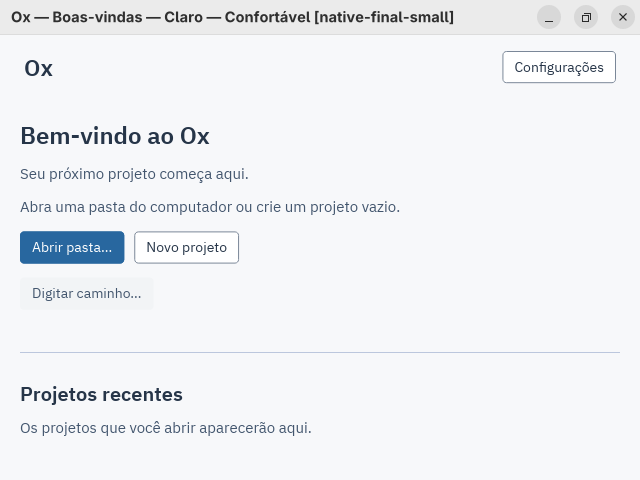 Ox — Boas-vindas — Claro — Confortável [native-final-small]
Ox
Configurações
Bem-vindo ao Ox
Seu próximo projeto começa aqui.
Abra uma pasta do computador ou crie um projeto vazio.
Abrir pasta...
Novo projeto
Digitar caminho...
Projetos recentes
Os projetos que você abrir aparecerão aqui.